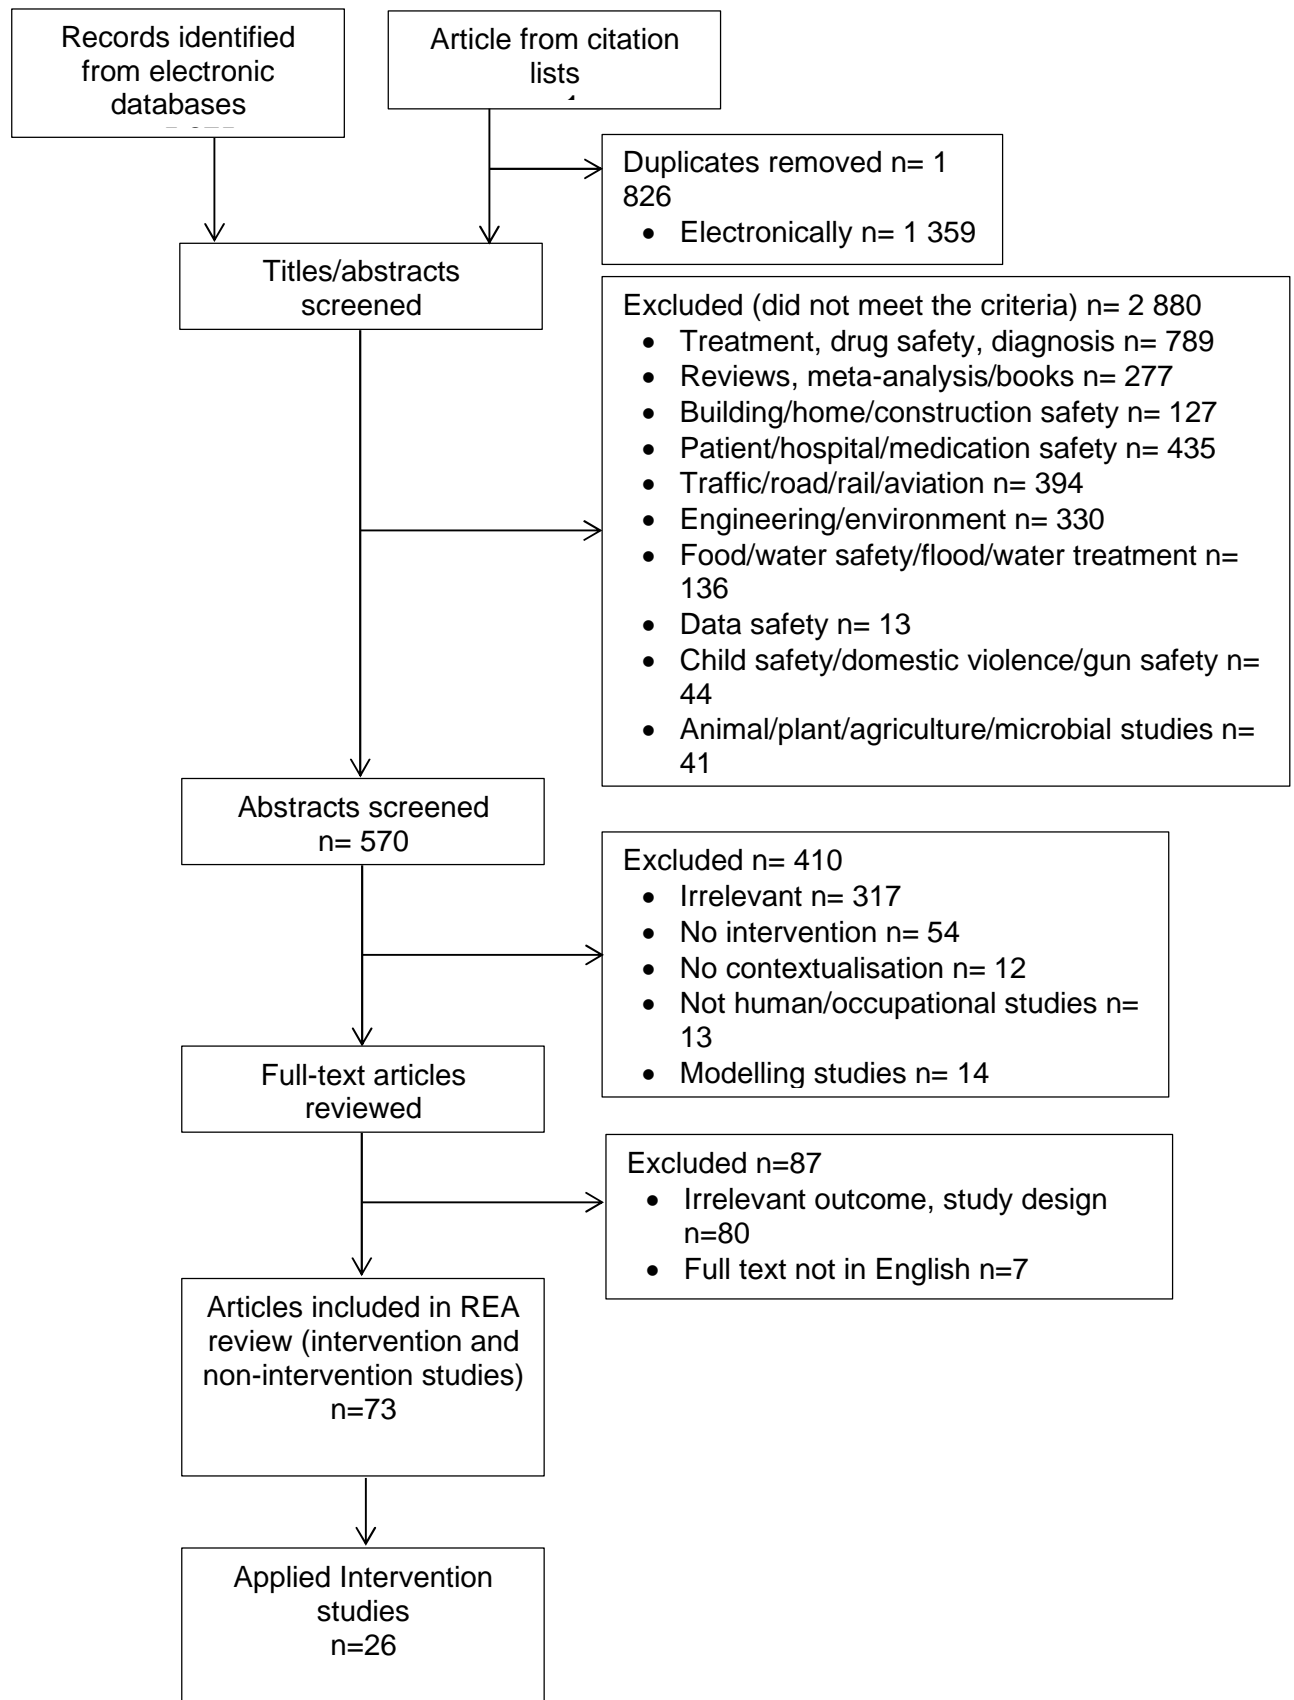 Records identified
from electronic
databases
Article from citation
lists
Duplicates removed n= 1
826
• Electronically n= 1 359
Titles/abstracts
screened
Excluded (did not meet the criteria) n= 2 880
• Treatment, drug safety, diagnosis n= 789
• Reviews, meta-analysis/books n= 277
• Building/home/construction safety n= 127
• Patient/hospital/medication safety n= 435
• Traffic/road/rail/aviation n= 394
• Engineering/environment n= 330
• Food/water safety/flood/water treatment n=
136
• Data safety n= 13
• Child safety/domestic violence/gun safety n=
44
• Animal/plant/agriculture/microbial studies n=
41
Abstracts screened
n= 570
Excluded n= 410
• Irrelevant n= 317
• No intervention n= 54
• No contextualisation n= 12
• Not human/occupational studies n=
13
• Modelling studies n= 14
Full-text articles
reviewed
Excluded n=87
• Irrelevant outcome, study design
n=80
• Full text not in English n=7
Articles included in REA
review (intervention and
non-intervention studies)
n=73
Applied Intervention
studies
n=26